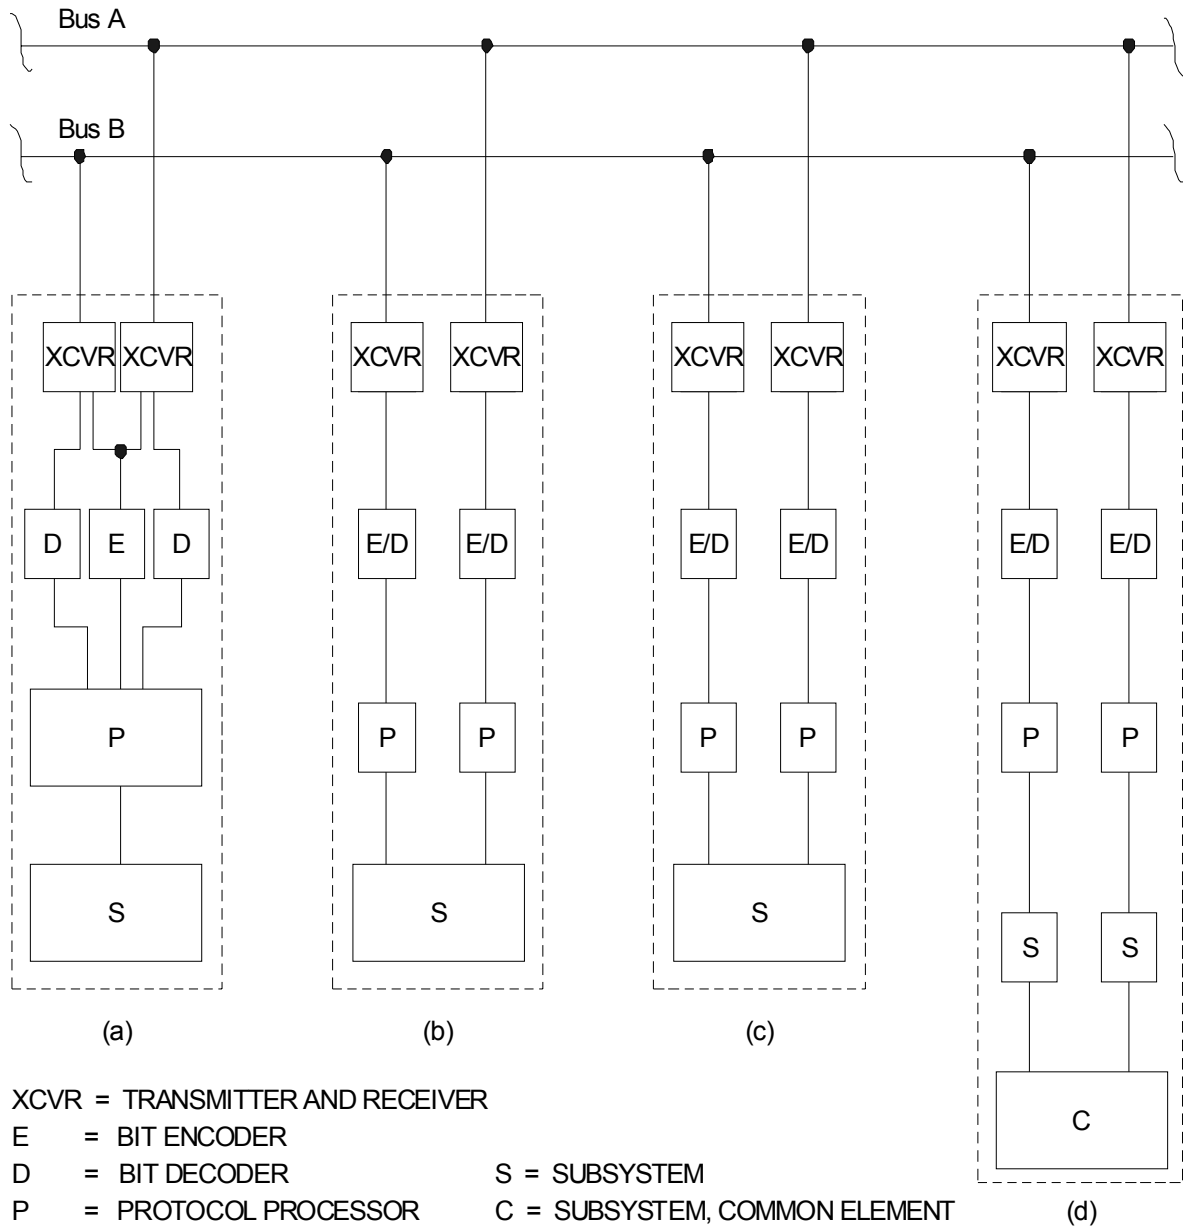 Bus A
Bus B
XCVR XCVR XCVR XCVR XCVR XCVR XCVR XCVR
D E D E/D E/D E/D E/D E/D E/D
P P P P P P P
S S S S S
C
(a) (b) (c) (d)
XCVR = TRANSMITTER AND RECEIVER
E = BIT ENCODER
D = BIT DECODER S = SUBSYSTEM
P = PROTOCOL PROCESSOR C = SUBSYSTEM, COMMON ELEMENT